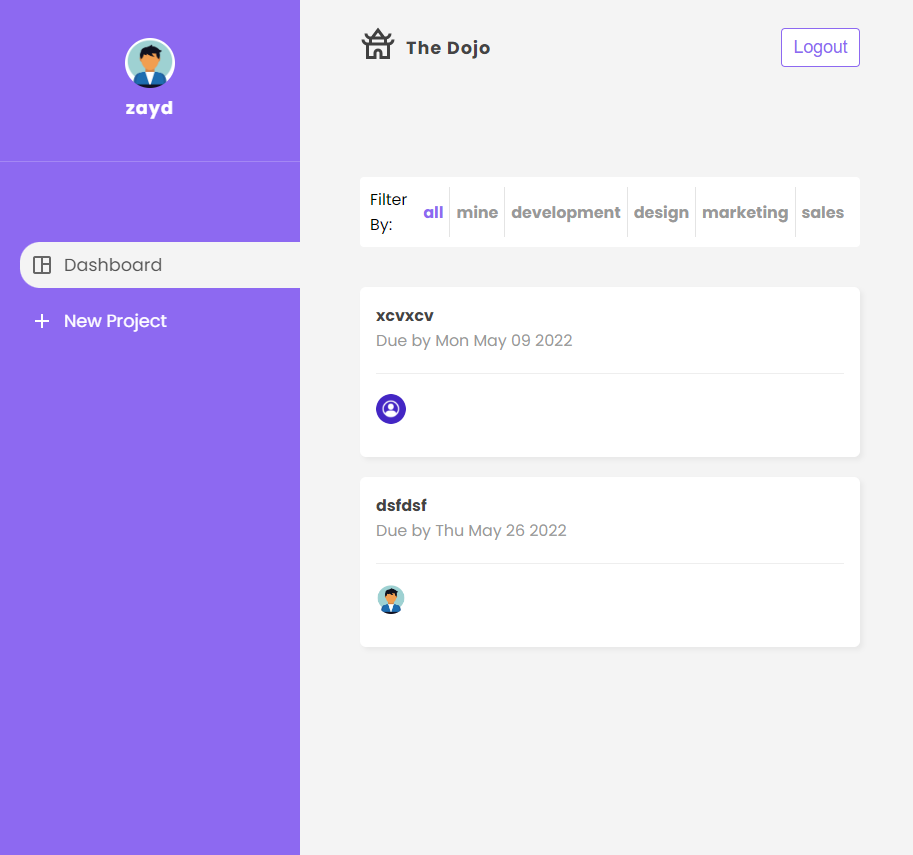 zayd
Dashboard
New Project
The Dojo
Logout
Filter
By:
all mine development design marketing sales
xcvxcv
Due by Mon May 09 2022
dsfdsf
Due by Thu May 26 2022